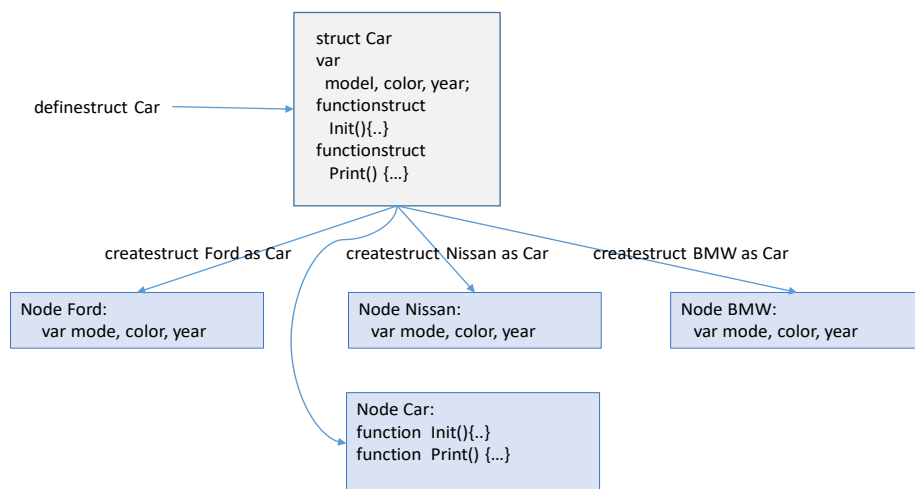 struct Car
var
model, color, year;
functionstruct
Init(){..}
functionstruct
Print() {...}
definestruct Car
createstruct Ford as Car
createstruct Nissan as Car
createstruct BMW as Car
Node Ford:
var mode, color, year
Node Nissan:
var mode, color, year
Node BMW:
var mode, color, year
Node Car:
function Init(){..}
function Print() {...}